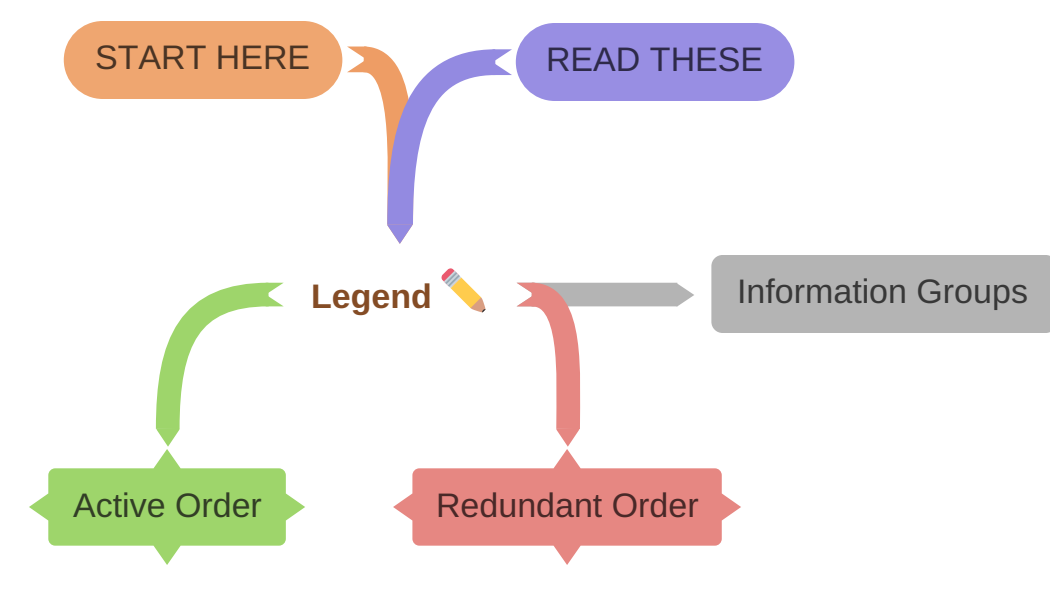 START HERE
READ THESE
Legend
Information Groups
Active Order
Redundant Order